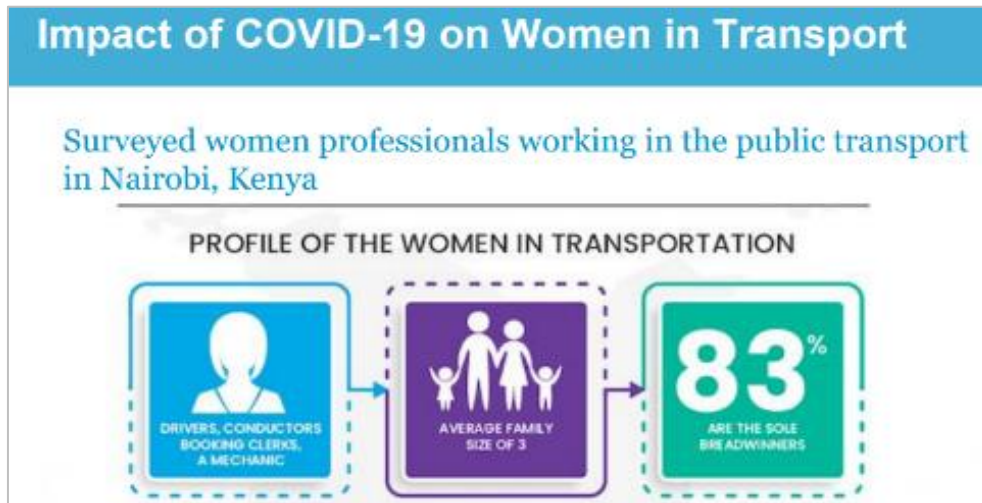 Impact of COVID-19 on Women in Transport
Surveyed women professionals working in the public transport
in Nairobi, Kenya
PROFILE OF THE WOMEN IN TRANSPORTATION
DRIVERS, CONDUCTORS
BOOKING CLERKS,
A MECHANIC
AVERAGE FAMILY
SIZE OF 3
83%
ARE THE SOLE
BREADWINNERS